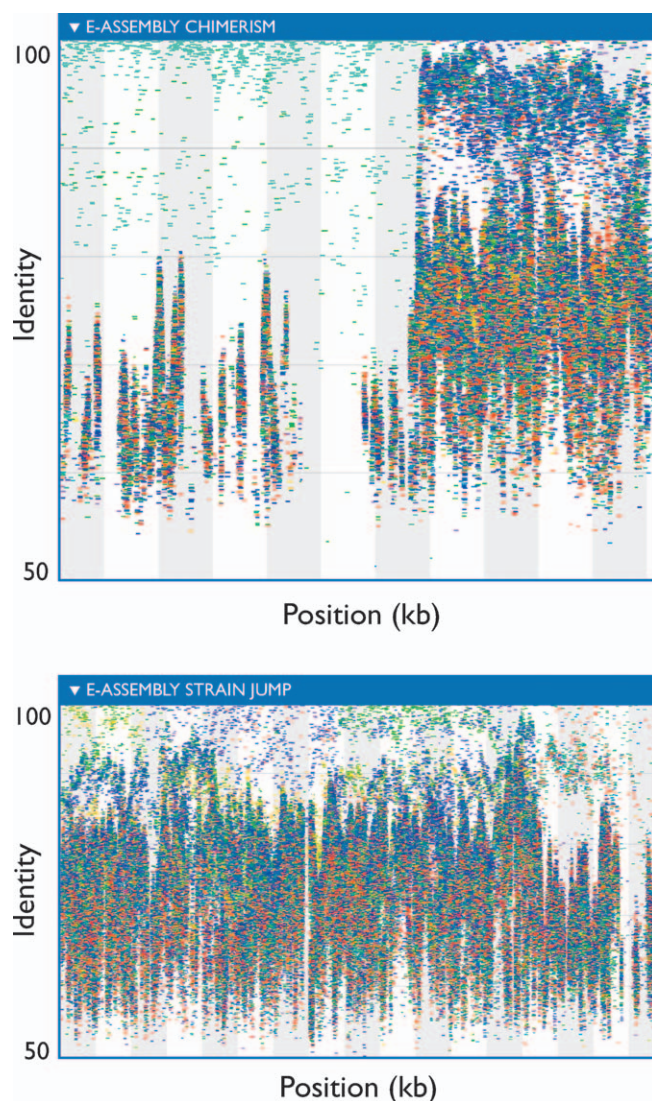 ▼ E-ASSEMBLY CHIMERISM
100
Identity
50
Position (kb)
▼ E-ASSEMBLY STRAIN JUMP
100
Identity
50
Position (kb)